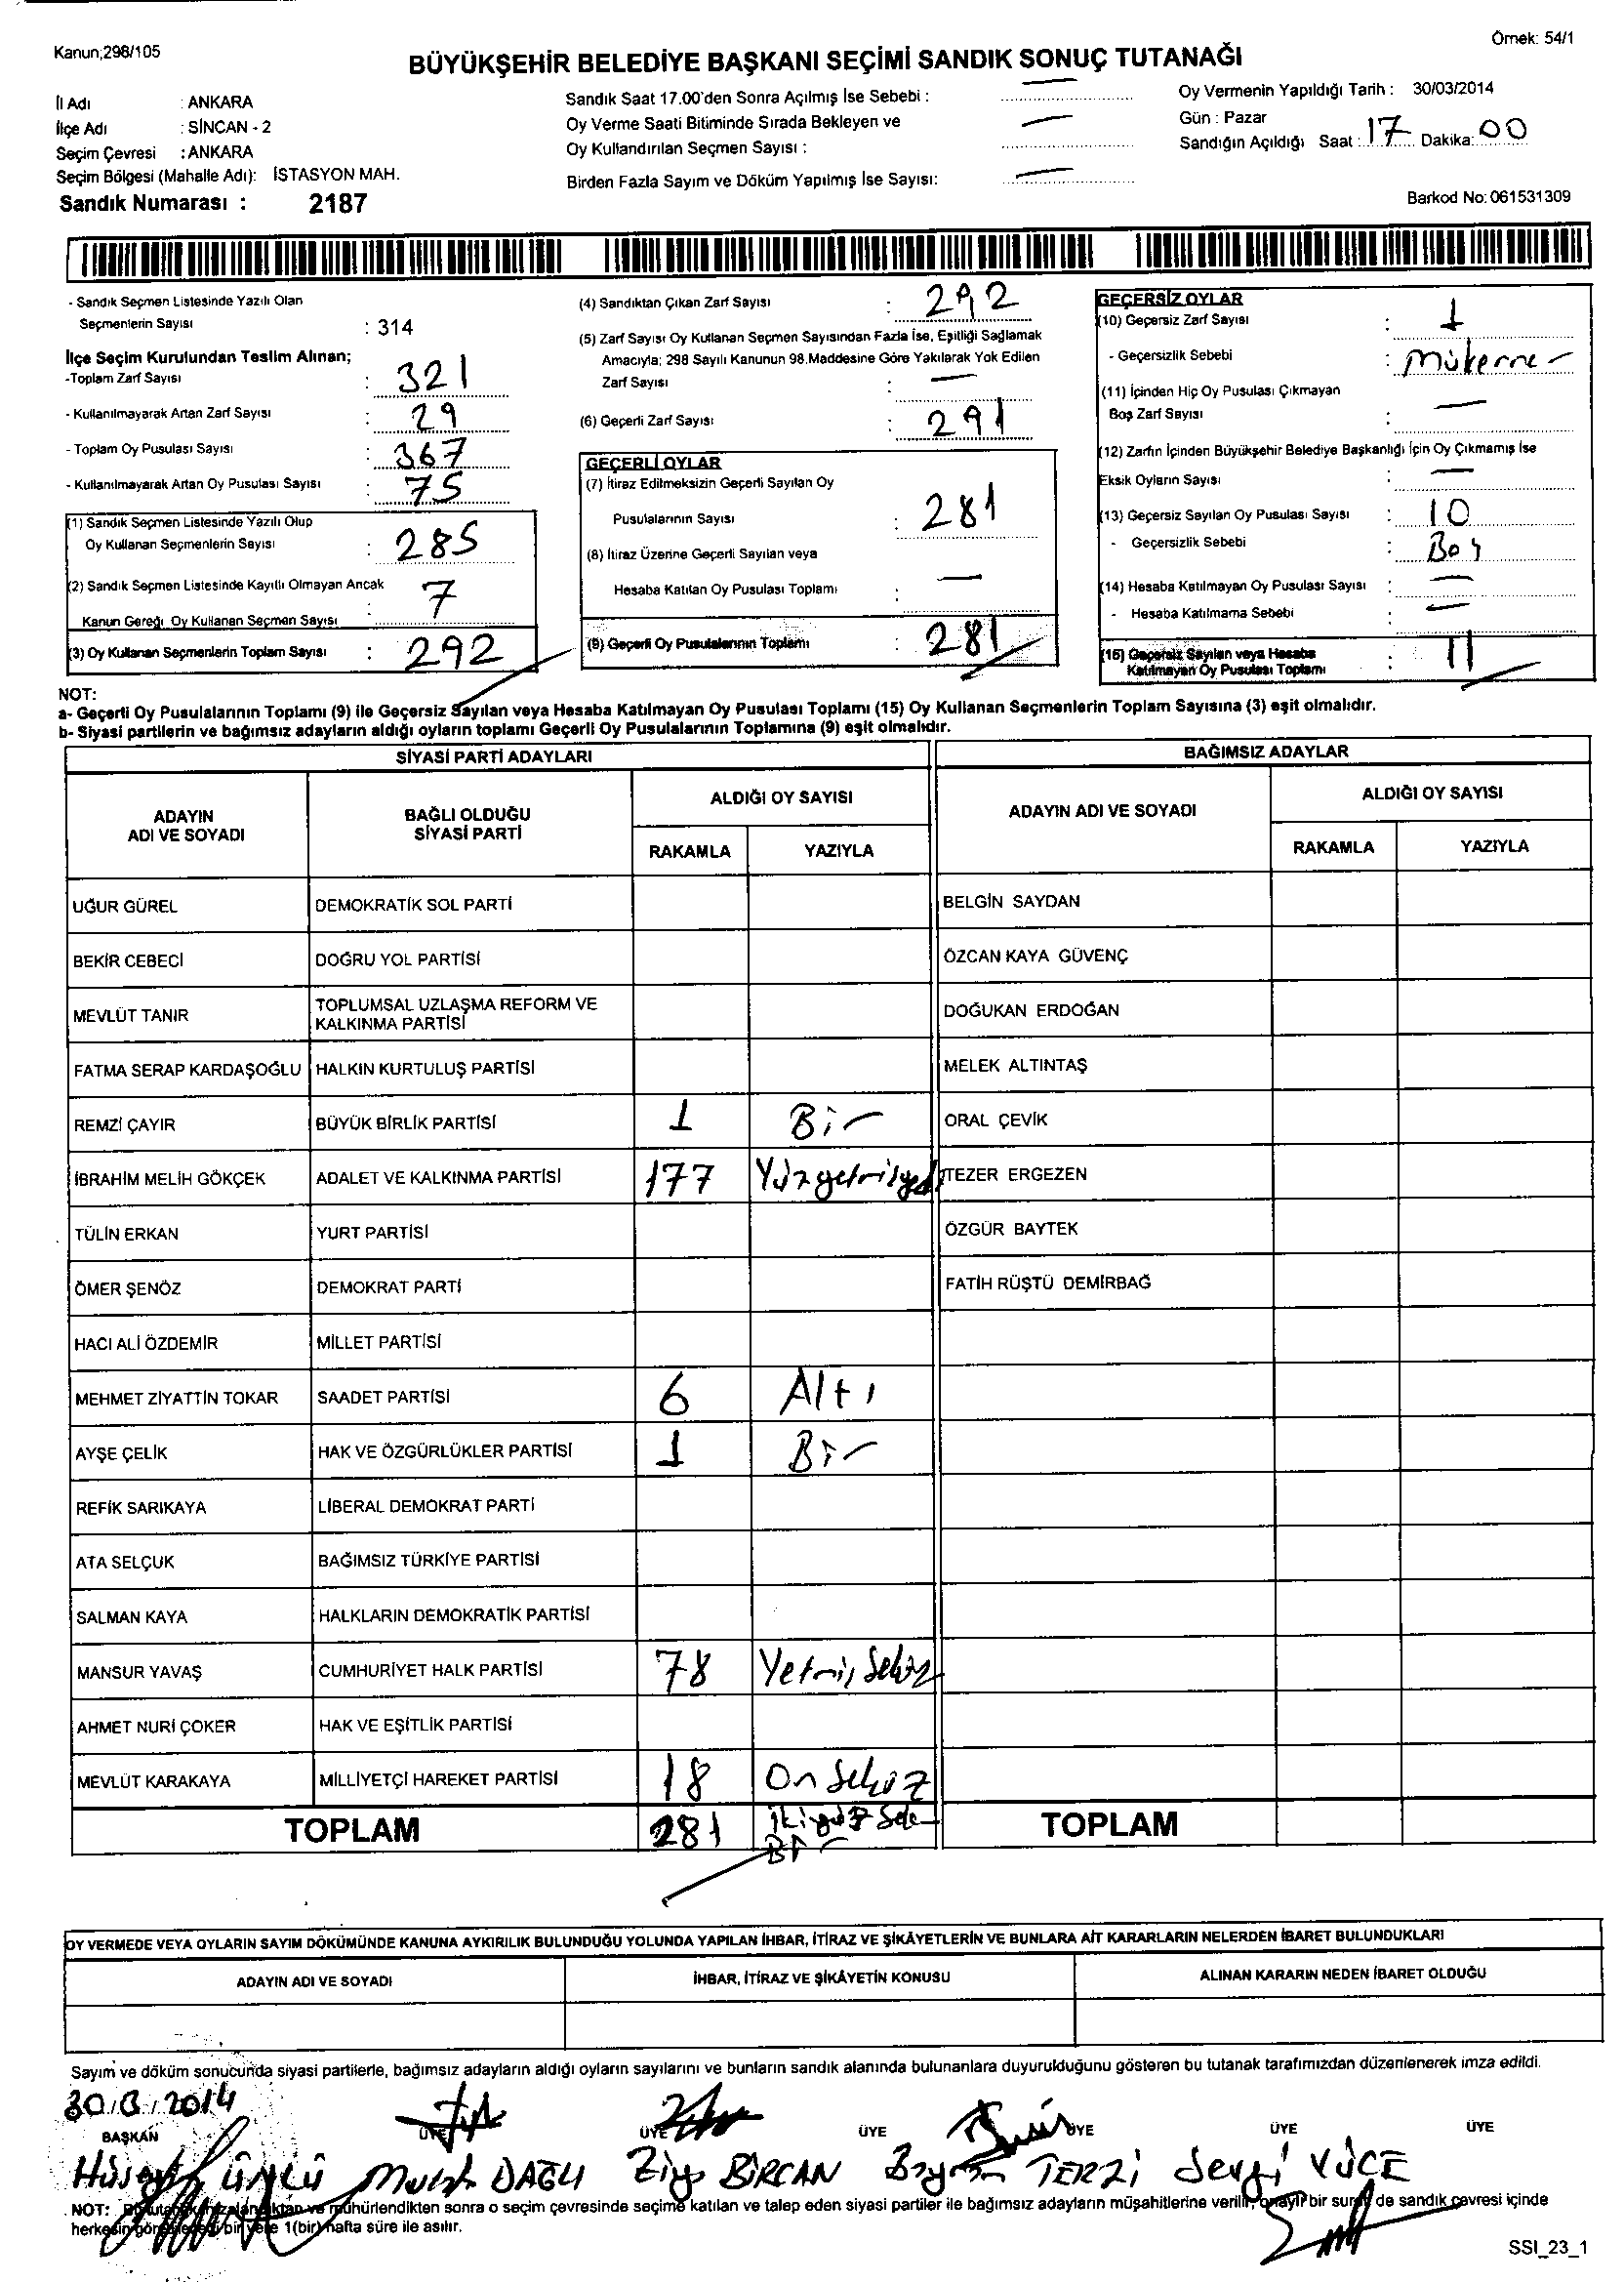 Kanun;298/105
Örnek: 54/1
BÜYÜKŞEHİR BELEDİYE BAŞKANI SEÇİMİ SANDIK SONUÇ TUTANAĞI
İl Adı : ANKARA
İlçe Adı : SİNCAN - 2
Seçim Çevresi : ANKARA
Seçim Bölgesi (Mahalle Adı): İSTASYON MAH.
Sandık Numarası : 2187
Sandık Saat 17.00'den Sonra Açılmış İse Sebebi : —
Oy Verme Saati Bitiminde Sırada Bekleyen ve
Oy Kullandırılan Seçmen Sayısı : —
Birden Fazla Sayım ve Döküm Yapılmış İse Sayısı: —
Oy Vermenin Yapıldığı Tarih : 30/03/2014
Gün : Pazar
Sandığın Açıldığı Saat : 17 Dakika: 00
Barkod No: 061531309
- Sandık Seçmen Listesinde Yazılı Olan
Seçmenlerin Sayısı : 314
İlçe Seçim Kurulundan Teslim Alınan;
-Toplam Zarf Sayısı : 321
- Kullanılmayarak Artan Zarf Sayısı : 29
- Toplam Oy Pusulası Sayısı : 367
- Kullanılmayarak Artan Oy Pusulası Sayısı : 75
(1) Sandık Seçmen Listesinde Yazılı Olup
Oy Kullanan Seçmenlerin Sayısı : 285
(2) Sandık Seçmen Listesinde Kayıtlı Olmayan Ancak
Kanun Gereği Oy Kullanan Seçmen Sayısı : 7
(3) Oy Kullanan Seçmenlerin Toplam Sayısı : 292
(4) Sandıktan Çıkan Zarf Sayısı : 292
(5) Zarf Sayısı Oy Kullanan Seçmen Sayısından Fazla İse, Eşitliği Sağlamak
Amacıyla; 298 Sayılı Kanunun 98.Maddesine Göre Yakılarak Yok Edilen
Zarf Sayısı : —
(6) Geçerli Zarf Sayısı : 291
GEÇERLİ OYLAR
(7) İtiraz Edilmeksizin Geçerli Sayılan Oy
Pusulalarının Sayısı : 281
(8) İtiraz Üzerine Geçerli Sayılan veya
Hesaba Katılan Oy Pusulası Toplamı : —
(9) Geçerli Oy Pusulalarının Toplamı : 281
GEÇERSİZ OYLAR
(10) Geçersiz Zarf Sayısı : 1
- Geçersizlik Sebebi : Mükerrer
(11) İçinden Hiç Oy Pusulası Çıkmayan
Boş Zarf Sayısı : —
(12) Zarfın İçinden Büyükşehir Belediye Başkanlığı İçin Oy Çıkmamış İse
Eksik Oyların Sayısı : —
(13) Geçersiz Sayılan Oy Pusulası Sayısı : 10
- Geçersizlik Sebebi : Boş
(14) Hesaba Katılmayan Oy Pusulası Sayısı : —
- Hesaba Katılmama Sebebi : —
(15) Geçersiz Sayılan veya Hesaba
Katılmayan Oy Pusulası Toplamı : 11
NOT:
a- Geçerli Oy Pusulalarının Toplamı (9) ile Geçersiz Sayılan veya Hesaba Katılmayan Oy Pusulası Toplamı (15) Oy Kullanan Seçmenlerin Toplam Sayısına (3) eşit olmalıdır.
b- Siyasi partilerin ve bağımsız adayların aldığı oyların toplamı Geçerli Oy Pusulalarının Toplamına (9) eşit olmalıdır.
SİYASİ PARTİ ADAYLARI
BAĞIMSIZ ADAYLAR
ADAYIN
ADI VE SOYADI
BAĞLI OLDUĞU
SİYASİ PARTİ
ALDIĞI OY SAYISI
RAKAMLA YAZIYLA
ADAYIN ADI VE SOYADI
ALDIĞI OY SAYISI
RAKAMLA YAZIYLA
UĞUR GÜREL DEMOKRATİK SOL PARTİ BELGİN SAYDAN
BEKİR CEBECİ DOĞRU YOL PARTİSİ ÖZCAN KAYA GÜVENÇ
MEVLÜT TANIR TOPLUMSAL UZLAŞMA REFORM VE
KALKINMA PARTİSİ DOĞUKAN ERDOĞAN
FATMA SERAP KARDAŞOĞLU HALKIN KURTULUŞ PARTİSİ MELEK ALTINTAŞ
REMZİ ÇAYIR BÜYÜK BİRLİK PARTİSİ 1 Bir ORAL ÇEVİK
İBRAHİM MELİH GÖKÇEK ADALET VE KALKINMA PARTİSİ 177 Yüzyetmişyedi TEZER ERGEZEN
TÜLİN ERKAN YURT PARTİSİ ÖZGÜR BAYTEK
ÖMER ŞENÖZ DEMOKRAT PARTİ FATİH RÜŞTÜ DEMİRBAĞ
HACI ALİ ÖZDEMİR MİLLET PARTİSİ
MEHMET ZİYATTİN TOKAR SAADET PARTİSİ 6 Altı
AYŞE ÇELİK HAK VE ÖZGÜRLÜKLER PARTİSİ 1 Bir
REFİK SARIKAYA LİBERAL DEMOKRAT PARTİ
ATA SELÇUK BAĞIMSIZ TÜRKİYE PARTİSİ
SALMAN KAYA HALKLARIN DEMOKRATİK PARTİSİ
MANSUR YAVAŞ CUMHURİYET HALK PARTİSİ 78 Yetmiş Sekiz
AHMET NURİ ÇOKER HAK VE EŞİTLİK PARTİSİ
MEVLÜT KARAKAYA MİLLİYETÇİ HAREKET PARTİSİ 18 On Sekiz
TOPLAM 281 İkiyüz Seksen
Bir
TOPLAM
OY VERMEDE VEYA OYLARIN SAYIM DÖKÜMÜNDE KANUNA AYKIRILIK BULUNDUĞU YOLUNDA YAPILAN İHBAR, İTİRAZ VE ŞİKÂYETLERİN VE BUNLARA AİT KARARLARIN NELERDEN İBARET BULUNDUKLARI
ADAYIN ADI VE SOYADI İHBAR, İTİRAZ VE ŞİKÂYETİN KONUSU ALINAN KARARIN NEDEN İBARET OLDUĞU
Sayım ve döküm sonucunda siyasi partilerle, bağımsız adayların aldığı oyların sayılarını ve bunların sandık alanında bulunanlara duyurulduğunu gösteren bu tutanak tarafımızdan düzenlenerek imza edildi.
30/3/2014
BAŞKAN ÜYE ÜYE ÜYE ÜYE ÜYE ÜYE
Hüseyin ÜNLÜ Murat DAĞLI Ziya BİRCAN Bayram TERZİ Sevgi YÜCE
NOT: Bu tutanak imzalandıktan ve mühürlendikten sonra o seçim çevresinde seçime katılan ve talep eden siyasi partiler ile bağımsız adayların müşahitlerine verilir, onaylı bir sureti de sandık çevresi içinde
herkesin görebileceği bir yere 1(bir) hafta süre ile asılır.
SSI_23_1